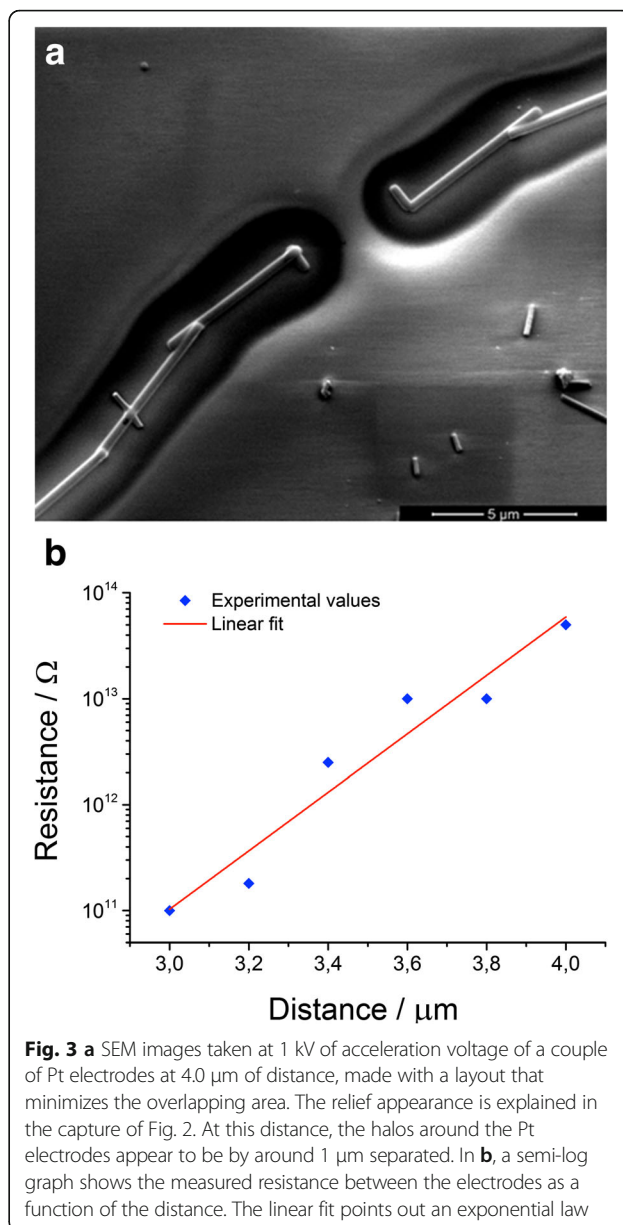 a
5 µm
b
10^14
10^13
10^12
10^11
Resistance / Ω
Experimental values
Linear fit
3,0 3,2 3,4 3,6 3,8 4,0
Distance / µm
Fig. 3 a SEM images taken at 1 kV of acceleration voltage of a couple
of Pt electrodes at 4.0 µm of distance, made with a layout that
minimizes the overlapping area. The relief appearance is explained in
the capture of Fig. 2. At this distance, the halos around the Pt
electrodes appear to be by around 1 µm separated. In b, a semi-log
graph shows the measured resistance between the electrodes as a
function of the distance. The linear fit points out an exponential law